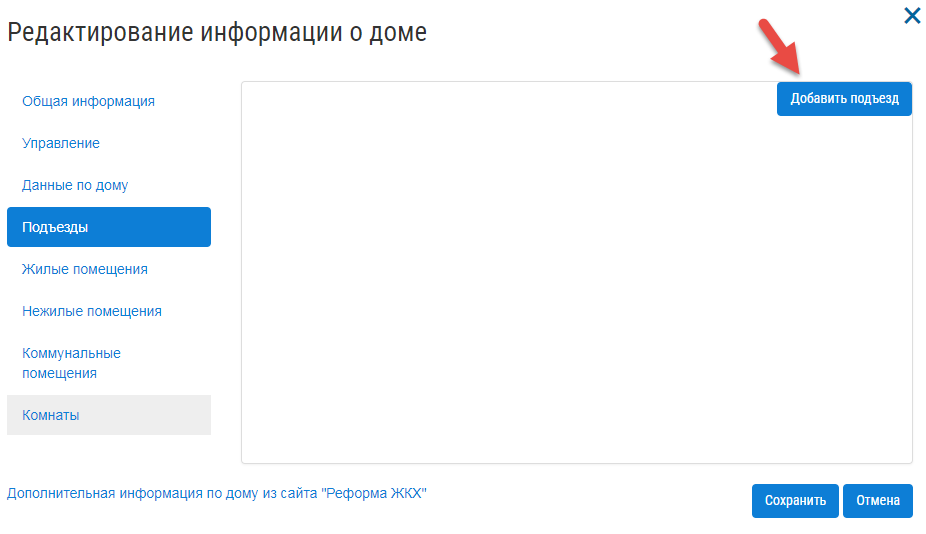 Редактирование информации о доме
Добавить подъезд
Общая информация
Управление
Данные по дому
Подъезды
Жилые помещения
Нежилые помещения
Коммунальные
помещения
Комнаты
Дополнительная информация по дому из сайта "Реформа ЖКХ"
Сохранить
Отмена